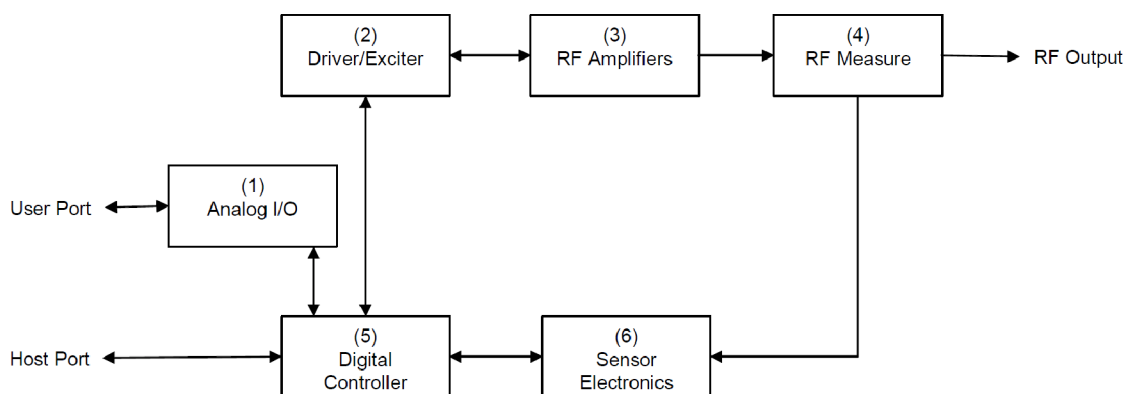 (2)
Driver/Exciter
(3)
RF Amplifiers
(4)
RF Measure
RF Output
(1)
Analog I/O
User Port
(5)
Digital
Controller
(6)
Sensor
Electronics
Host Port